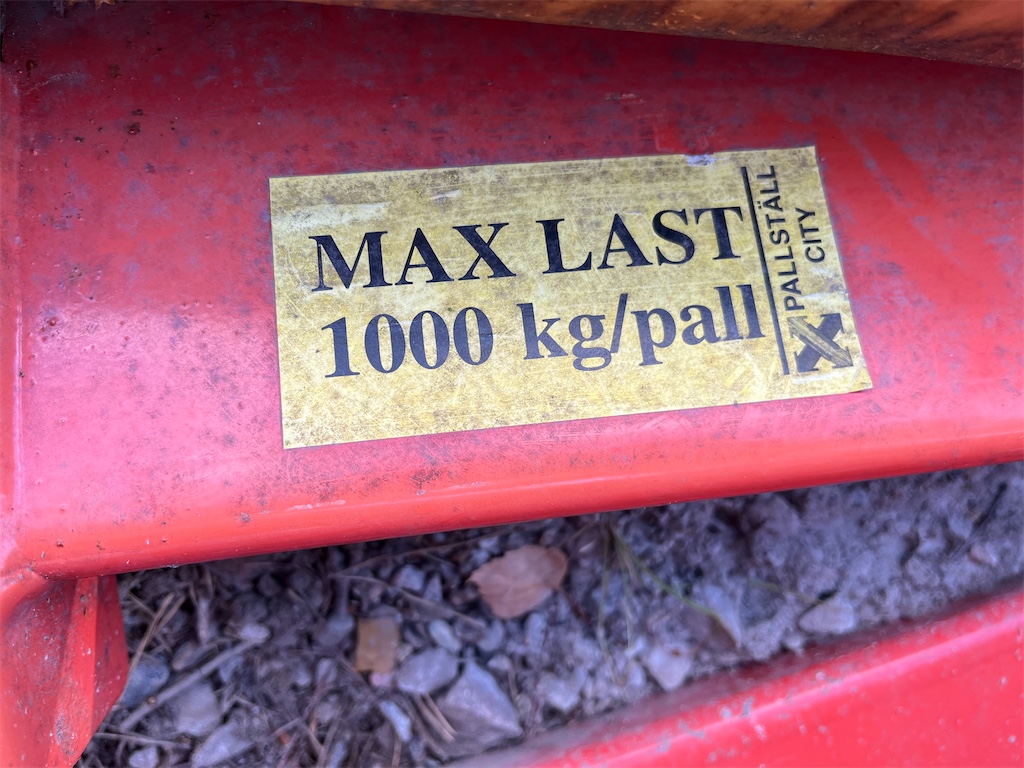 MAX LAST
1000 kg/pall
PALLSTÄLL
CITY